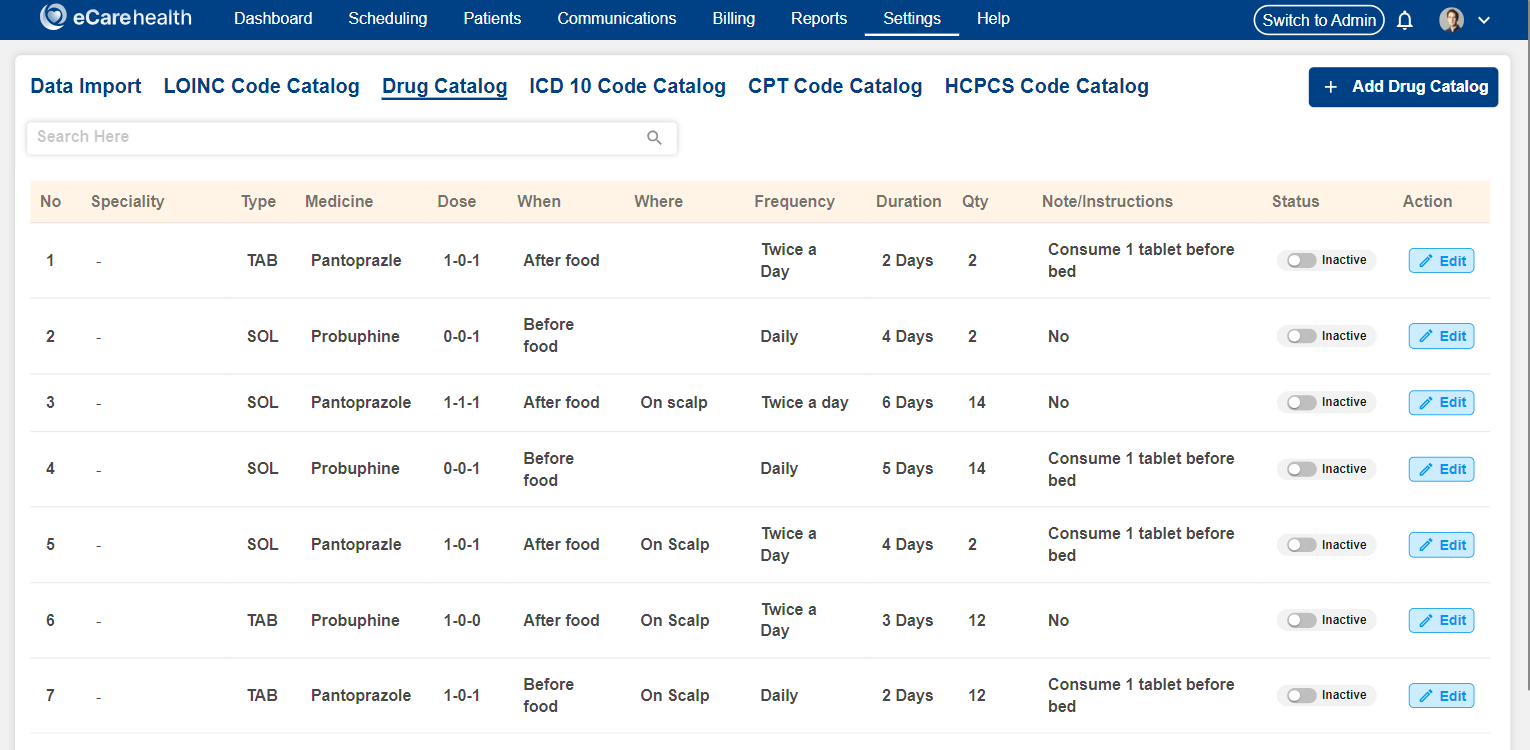 eCarehealth Dashboard Scheduling Patients Communications Billing Reports Settings Help Switch to Admin
Data Import LOINC Code Catalog Drug Catalog ICD 10 Code Catalog CPT Code Catalog HCPCS Code Catalog + Add Drug Catalog
Search Here
No Speciality Type Medicine Dose When Where Frequency Duration Qty Note/Instructions Status Action
1 - TAB Pantoprazle 1-0-1 After food Twice a Day 2 Days 2 Consume 1 tablet before bed Inactive Edit
2 - SOL Probuphine 0-0-1 Before food Daily 4 Days 2 No Inactive Edit
3 - SOL Pantoprazole 1-1-1 After food On scalp Twice a day 6 Days 14 No Inactive Edit
4 - SOL Probuphine 0-0-1 Before food Daily 5 Days 14 Consume 1 tablet before bed Inactive Edit
5 - SOL Pantoprazle 1-0-1 After food On Scalp Twice a Day 4 Days 2 Consume 1 tablet before bed Inactive Edit
6 - TAB Probuphine 1-0-0 After food On Scalp Twice a Day 3 Days 12 No Inactive Edit
7 - TAB Pantoprazole 1-0-1 Before food On Scalp Daily 2 Days 12 Consume 1 tablet before bed Inactive Edit